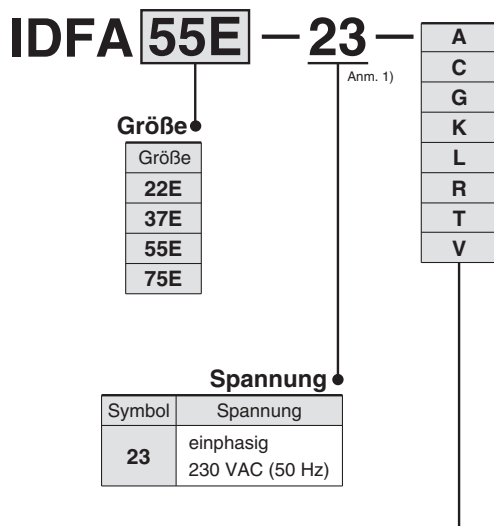 IDFA 55E — 23 —
Anm. 1)
A
C
G
K
L
R
T
V
Größe
Größe
22E
37E
55E
75E
Spannung
Symbol Spannung
23 einphasig
230 VAC (50 Hz)